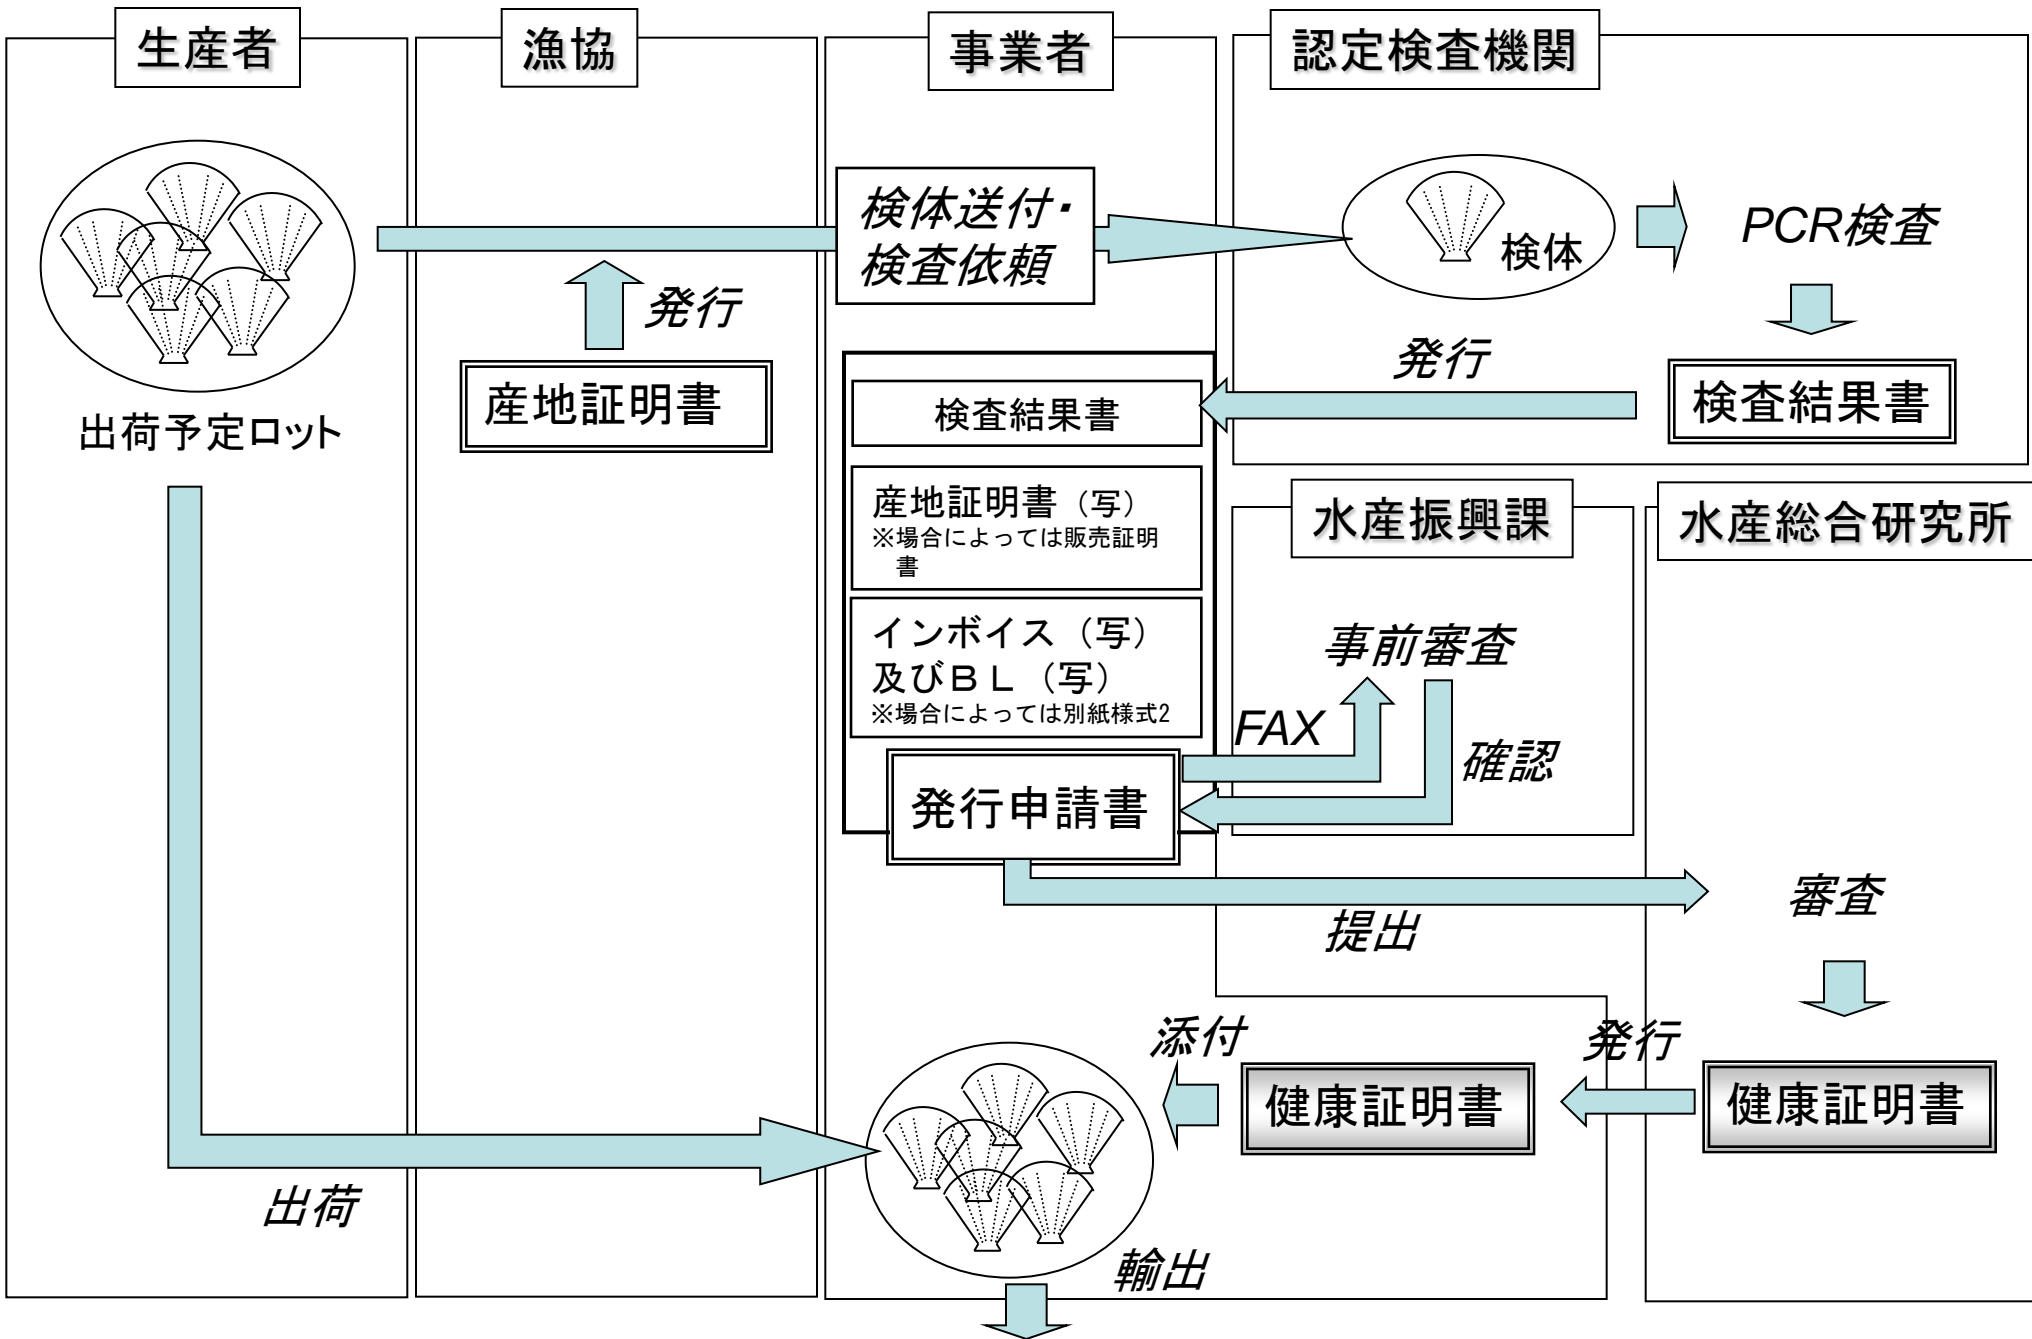 生産者
漁協
事業者
認定検査機関
検体送付・
検査依頼
検体
PCR検査
発行
産地証明書
出荷予定ロット
発行
検査結果書
検査結果書
産地証明書（写）
※場合によっては販売証明
書
インボイス（写）
及びＢＬ（写）
※場合によっては別紙様式2
発行申請書
水産振興課
水産総合研究所
事前審査
FAX
確認
提出
審査
発行
健康証明書
添付
健康証明書
出荷
輸出